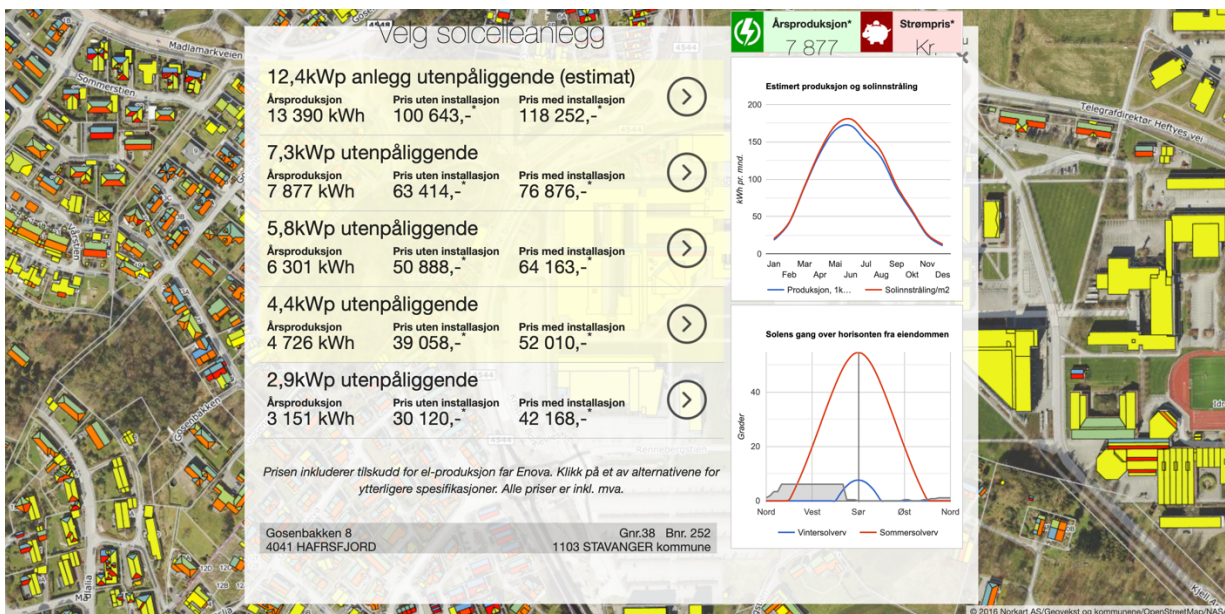 Velg solcelleanlegg
12,4kWp anlegg utenpåliggende (estimat)
Årsproduksjon Pris uten installasjon Pris med installasjon
13 390 kWh 100 643,-* 118 252,-*
7,3kWp utenpåliggende
Årsproduksjon Pris uten installasjon Pris med installasjon
7 877 kWh 63 414,-* 76 876,-*
5,8kWp utenpåliggende
Årsproduksjon Pris uten installasjon Pris med installasjon
6 301 kWh 50 888,-* 64 163,-*
4,4kWp utenpåliggende
Årsproduksjon Pris uten installasjon Pris med installasjon
4 726 kWh 39 058,-* 52 010,-*
2,9kWp utenpåliggende
Årsproduksjon Pris uten installasjon Pris med installasjon
3 151 kWh 30 120,-* 42 168,-*
Prisen inkluderer tilskudd for el-produksjon far Enova. Klikk på et av alternativene for
ytterligere spesifikasjoner. Alle priser er inkl. mva.
Gosenbakken 8 Gnr.38 Bnr. 252
4041 HAFRSFJORD 1103 STAVANGER kommune
Årsproduksjon* Strømpris*
7 877 Kr.
Estimert produksjon og solinnstråling
200
150
100
50
0
kWh pr. mnd.
Jan Mar Mai Jul Sep Nov
Feb Apr Jun Aug Okt Des
Produksjon, 1k... Solinnstråling/m2
Solens gang over horisonten fra eiendommen
40
20
0
Grader
Nord Vest Sør Øst Nord
Vintersolverv Sommersolverv
Madlamarkveien
Sommerstien
Gosenbakken
Telegrafdirektør Heftyes vei
4544
4544
© 2016 Norkart AS/Geovekst og kommunene/OpenStreetMap/NAS